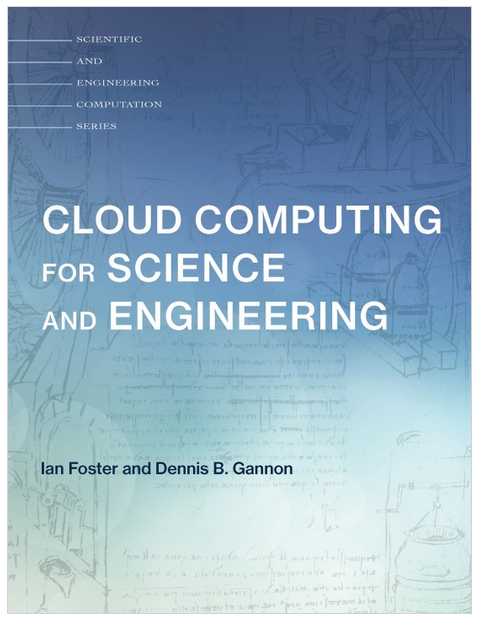 SCIENTIFIC
AND
ENGINEERING
COMPUTATION
SERIES
CLOUD COMPUTING
FOR SCIENCE
AND ENGINEERING
Ian Foster and Dennis B. Gannon